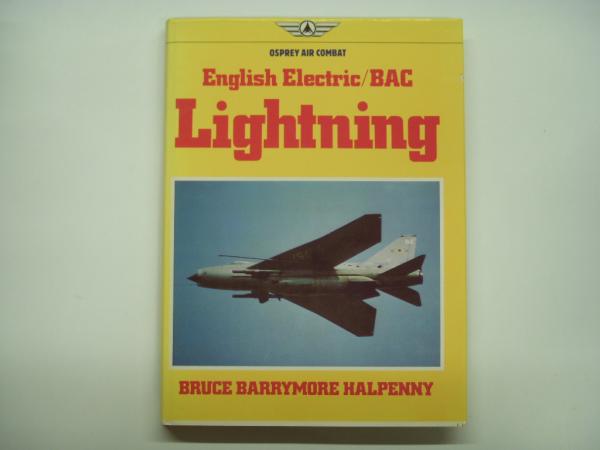 OSPREY AIR COMBAT
English Electric/BAC
Lightning
BRUCE BARRYMORE HALPENNY